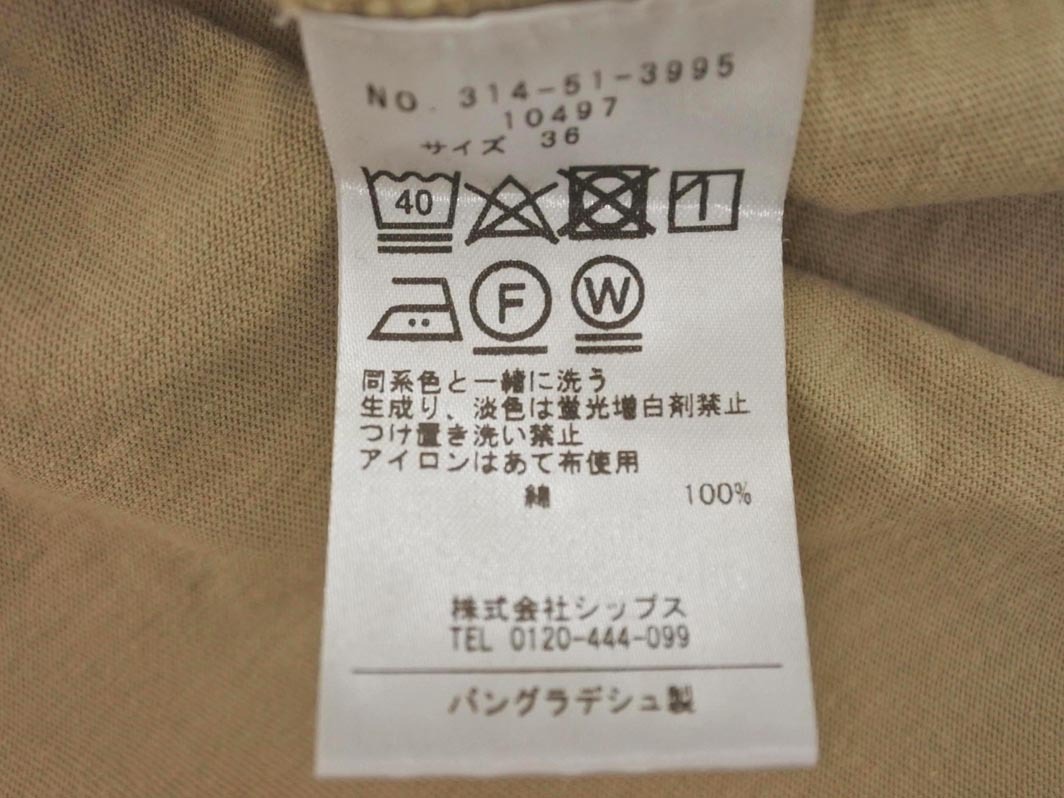 NO. 314-51-3995
10497
サイズ 36
40
F W
同系色と一緒に洗う
生成り、淡色は蛍光増白剤禁止
つけ置き洗い禁止
アイロンはあて布使用
綿 100%
株式会社シップス
TEL 0120-444-099
バングラデシュ製